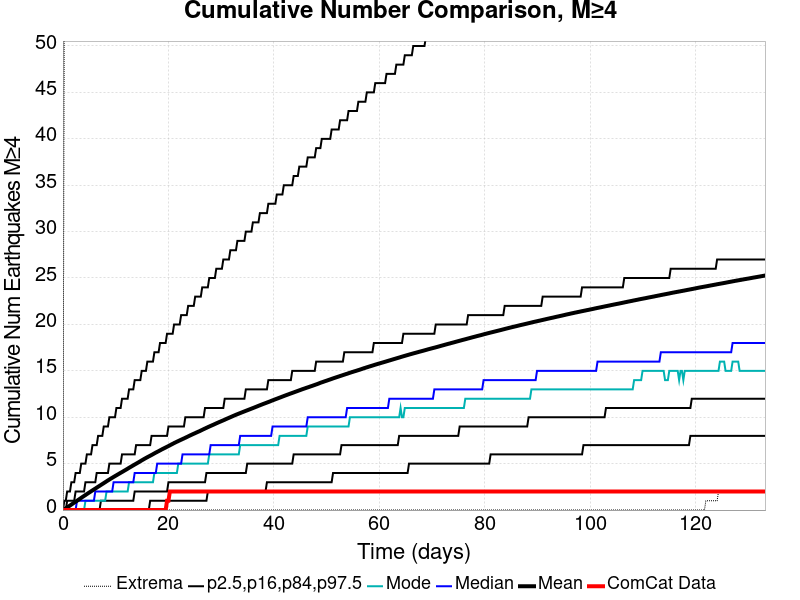 Cumulative Number Comparison, M≥4
Cumulative Num Earthquakes M≥4
50
45
40
35
30
25
20
15
10
5
0
0 20 40 60 80 100 120
Time (days)
Extrema p2.5,p16,p84,p97.5 Mode Median Mean ComCat Data